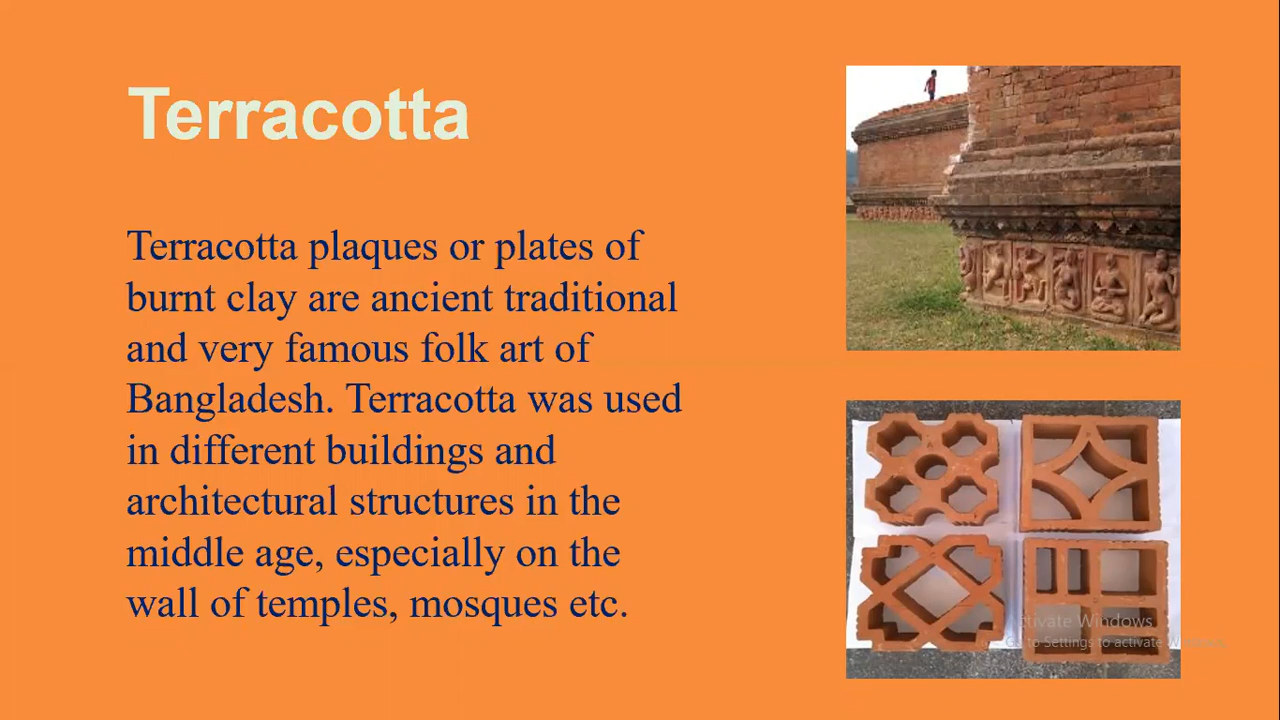 Terracotta
Terracotta plaques or plates of
burnt clay are ancient traditional
and very famous folk art of
Bangladesh. Terracotta was used
in different buildings and
architectural structures in the
middle age, especially on the
wall of temples, mosques etc.
Activate Windows
Go to Settings to activate Windows.